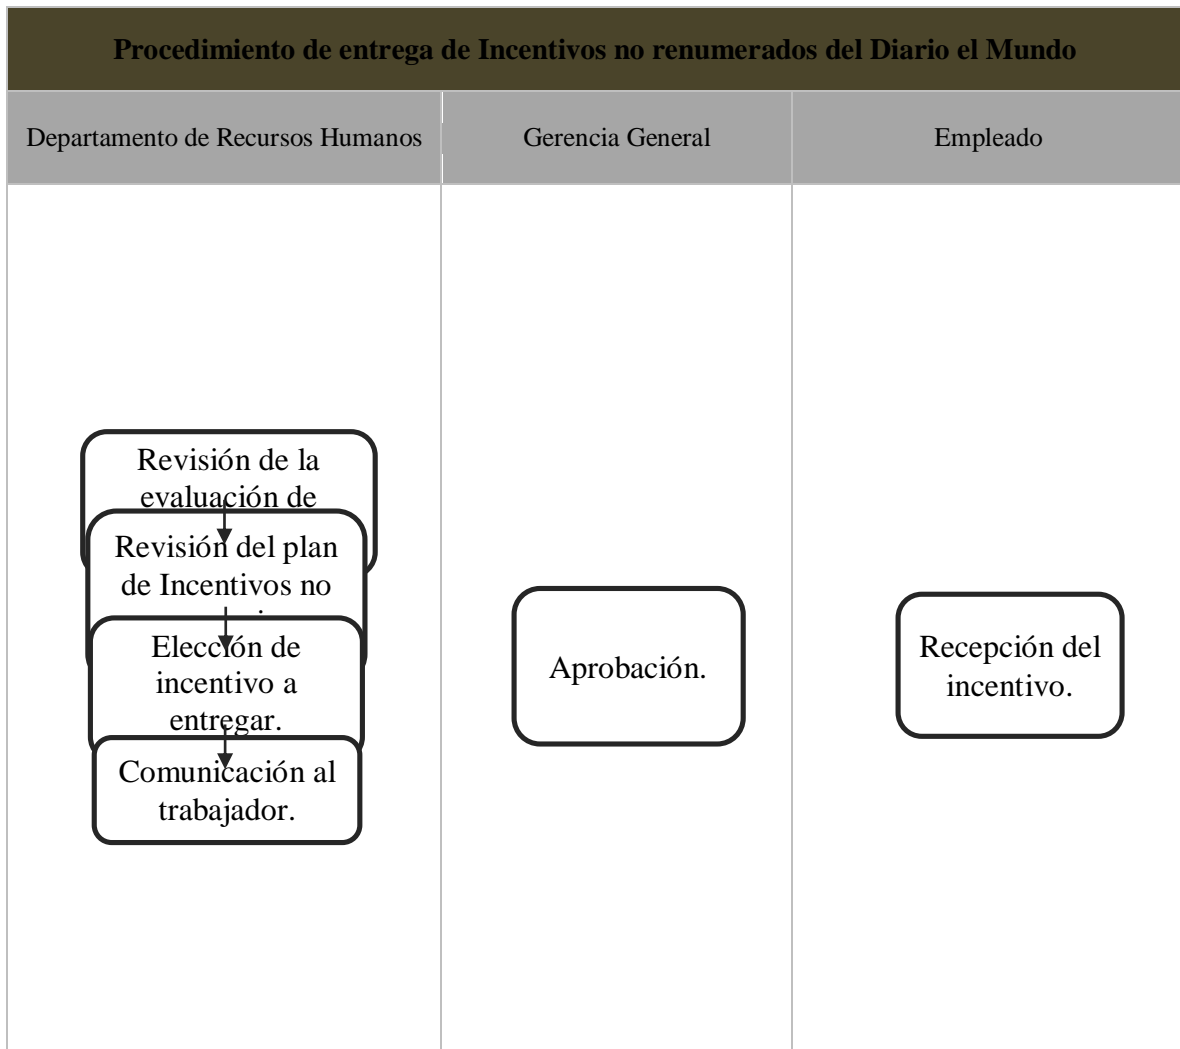 Procedimiento de entrega de Incentivos no renumerados del Diario el Mundo
Departamento de Recursos Humanos
Gerencia General
Empleado
Revisión de la
evaluación de
Revisión del plan
de Incentivos no
Elección de
incentivo a
entregar.
Comunicación al
trabajador.
Aprobación.
Recepción del
incentivo.